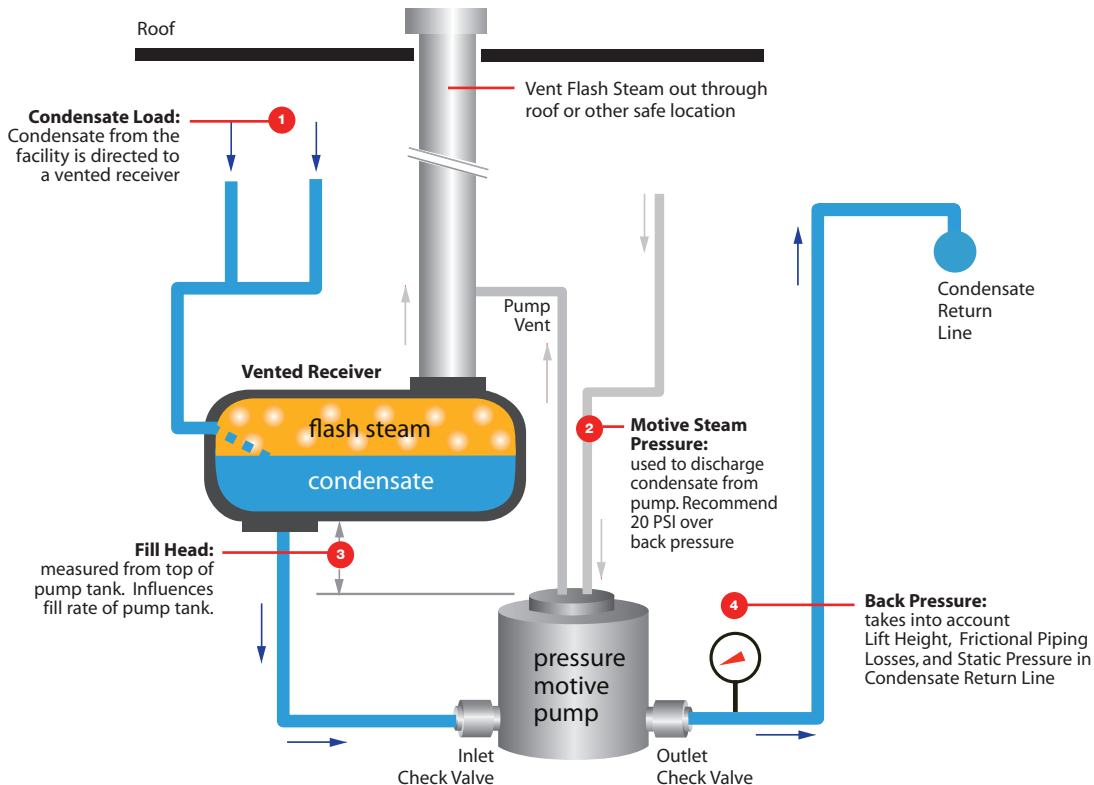 Roof
Vent Flash Steam out through
roof or other safe location
Condensate Load:
Condensate from the
facility is directed to
a vented receiver
1
Condensate
Return
Line
Pump
Vent
Vented Receiver
flash steam
condensate
2
Motive Steam
Pressure:
used to discharge
condensate from
pump. Recommend
20 PSI over
back pressure
Fill Head:
measured from top of
pump tank. Influences
fill rate of pump tank.
3
4
Back Pressure:
takes into account
Lift Height, Frictional Piping
Losses, and Static Pressure in
Condensate Return Line
pressure
motive
pump
Inlet
Check Valve
Outlet
Check Valve